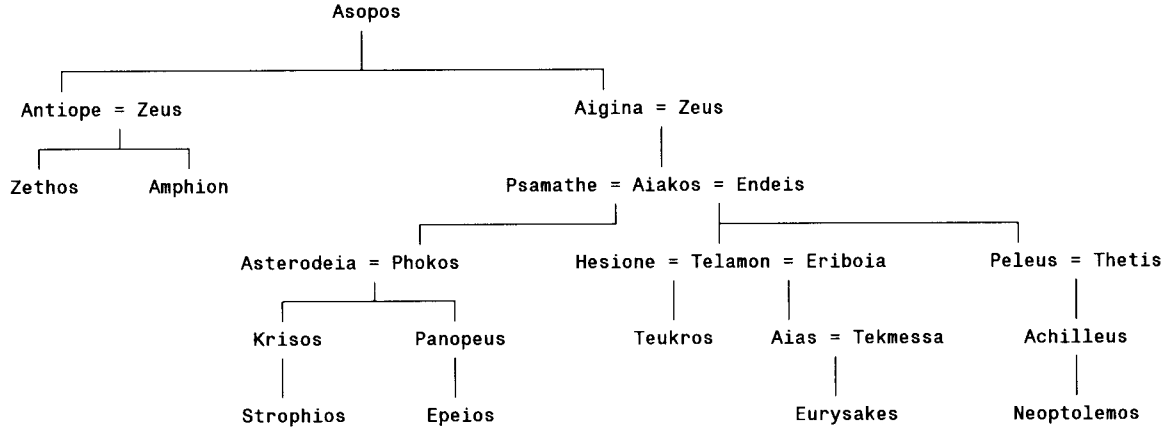 Asopos
Antiope = Zeus Aigina = Zeus
Zethos Amphion Psamathe = Aiakos = Endeis
Asterodeia = Phokos Hesione = Telamon = Eriboia Peleus = Thetis
Krisos Panopeus Teukros Aias = Tekmessa Achilleus
Strophios Epeios Eurysakes Neoptolemos